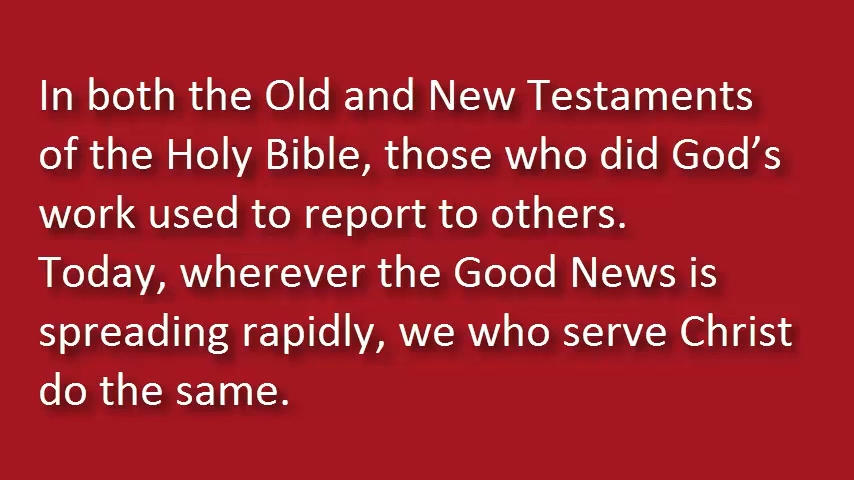 In both the Old and New Testaments
of the Holy Bible, those who did God’s
work used to report to others.
Today, wherever the Good News is
spreading rapidly, we who serve Christ
do the same.